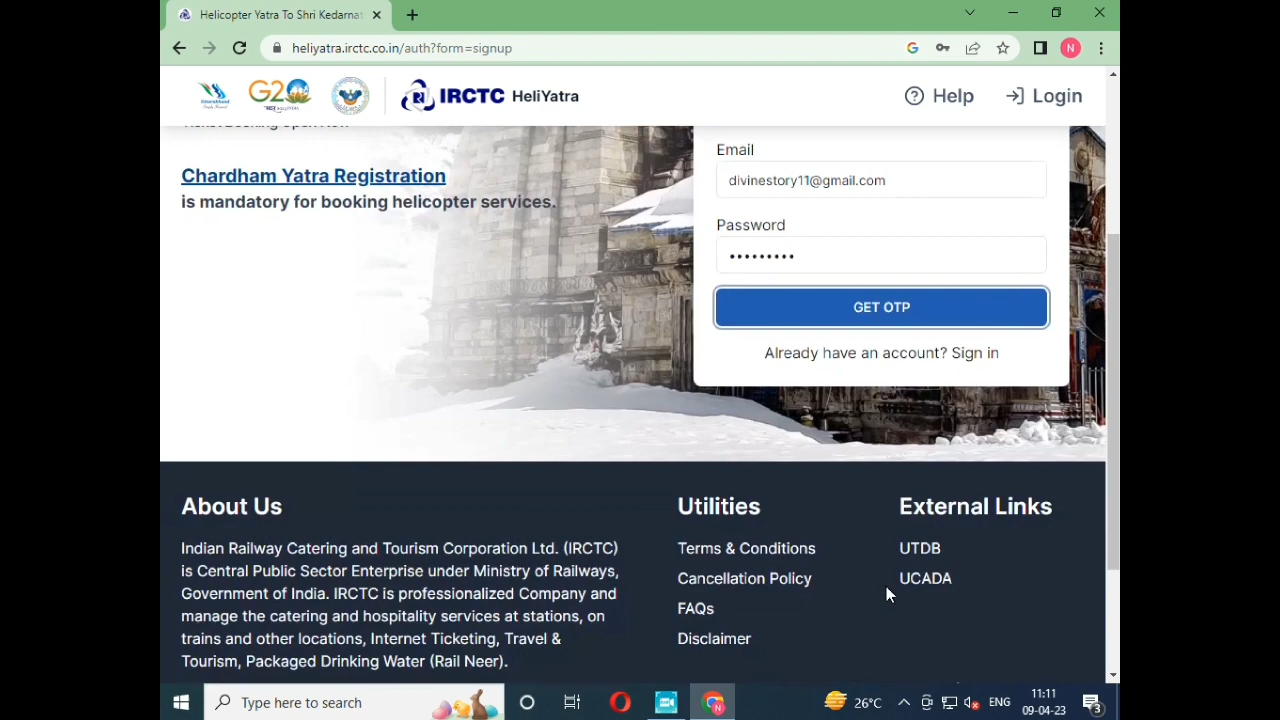 Helicopter Yatra To Shri Kedarnat
heliyatra.irctc.co.in/auth?form=signup
N
G20
IRCTC HeliYatra
Help
Login
Chardham Yatra Registration
is mandatory for booking helicopter services.
Email
divinestory11@gmail.com
Password
GET OTP
Already have an account? Sign in
About Us
Indian Railway Catering and Tourism Corporation Ltd. (IRCTC)
is Central Public Sector Enterprise under Ministry of Railways,
Government of India. IRCTC is professionalized Company and
manage the catering and hospitality services at stations, on
trains and other locations, Internet Ticketing, Travel &
Tourism, Packaged Drinking Water (Rail Neer).
Utilities
Terms & Conditions
Cancellation Policy
FAQs
Disclaimer
External Links
UTDB
UCADA
Type here to search
26°C
ENG
11:11
09-04-23
3